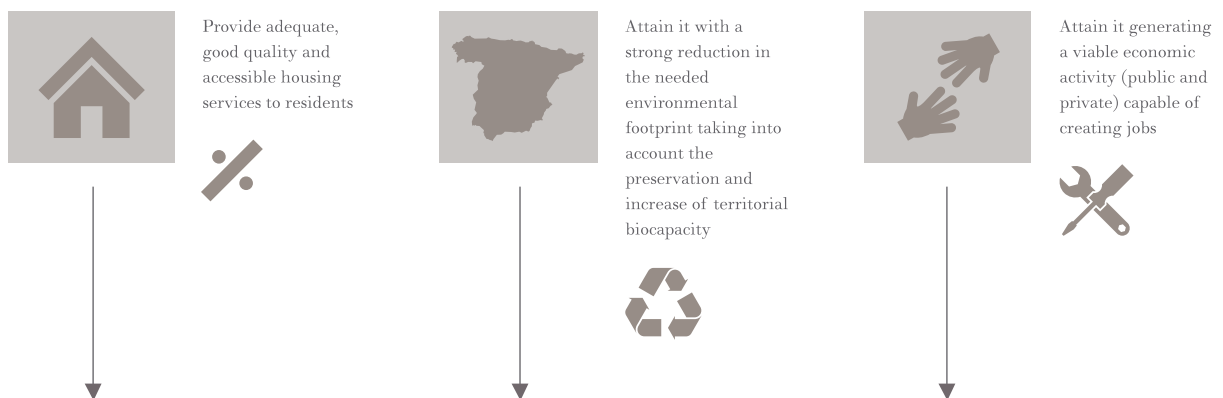 Provide adequate,
good quality and
accessible housing
services to residents
Attain it with a
strong reduction in
the needed
environmental
footprint taking into
account the
preservation and
increase of territorial
biocapacity
Attain it generating
a viable economic
activity (public and
private) capable of
creating jobs